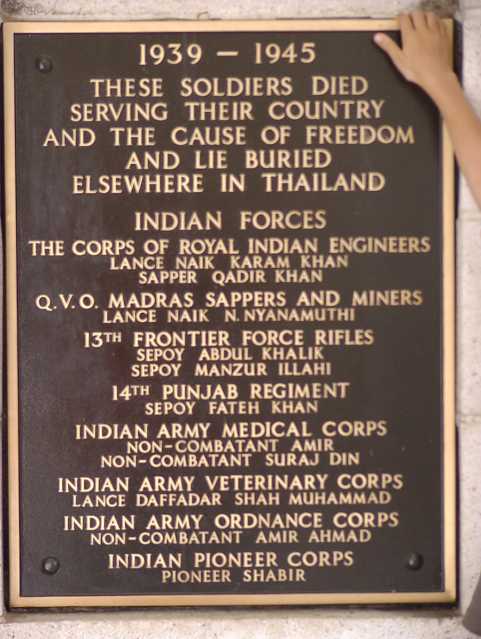 1939 – 1945
THESE SOLDIERS DIED
SERVING THEIR COUNTRY
AND THE CAUSE OF FREEDOM
AND LIE BURIED
ELSEWHERE IN THAILAND
INDIAN FORCES
THE CORPS OF ROYAL INDIAN ENGINEERS
LANCE NAIK KARAM KHAN
SAPPER QADIR KHAN
Q.V.O. MADRAS SAPPERS AND MINERS
LANCE NAIK N.NYANAMUTHI
13TH FRONTIER FORCE RIFLES
SEPOY ABDUL KHALIK
SEPOY MANZUR ILLAHI
14TH PUNJAB REGIMENT
SEPOY FATEH KHAN
INDIAN ARMY MEDICAL CORPS
NON-COMBATANT AMIR
NON-COMBATANT SURAJ DIN
INDIAN ARMY VETERINARY CORPS
LANCE DAFFADAR SHAH MUHAMMAD
INDIAN ARMY ORDNANCE CORPS
NON-COMBATANT AMIR AHMAD
INDIAN PIONEER CORPS
PIONEER SHABIR